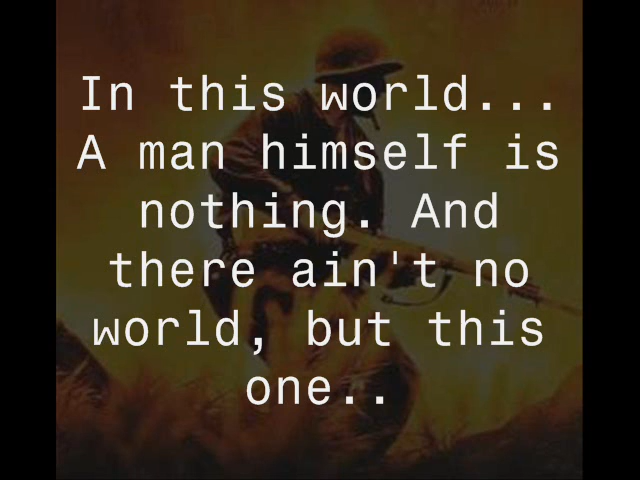 In this world...
A man himself is
nothing. And
there ain't no
world, but this
one..